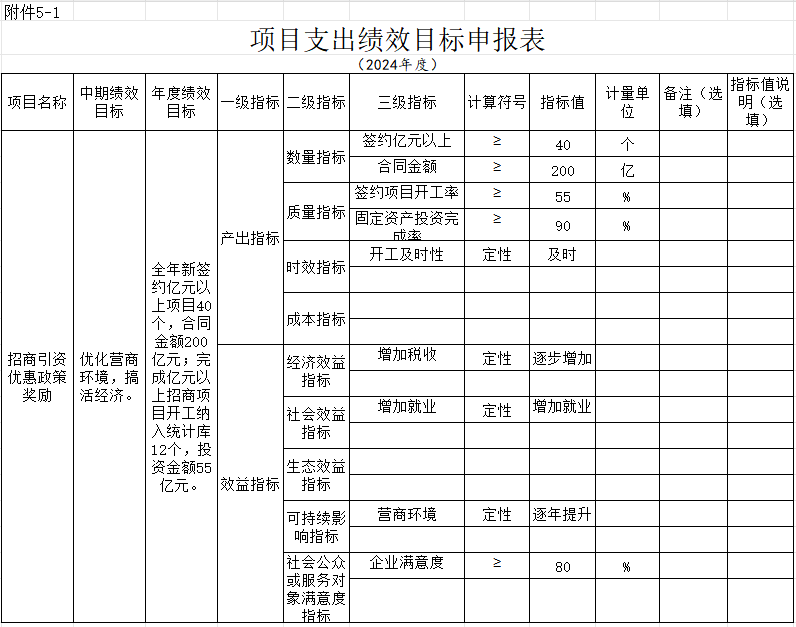 附件5-1
项目支出绩效目标申报表
（2024年度）
项目名称
中期绩效
目标
年度绩效
目标
一级指标
二级指标
三级指标
计算符号
指标值
计量单
位
备注（选
填）
指标值说
明（选
填）
招商引资
优惠政策
奖励
优化营商
环境，搞
活经济。
全年新签
约亿元以
上项目40
个，合同
金额200
亿元；完
成亿元以
上招商项
目开工纳
入统计库
12个，投
资金额55
亿元。
产出指标
数量指标
签约亿元以上
≥
40
个
合同金额
≥
200
亿
质量指标
签约项目开工率
≥
55
%
固定资产投资完
成率
≥
90
%
时效指标
开工及时性
定性
及时
成本指标
效益指标
经济效益
指标
增加税收
定性
逐步增加
社会效益
指标
增加就业
定性
增加就业
生态效益
指标
可持续影
响指标
营商环境
定性
逐年提升
社会公众
或服务对
象满意度
指标
企业满意度
≥
80
%